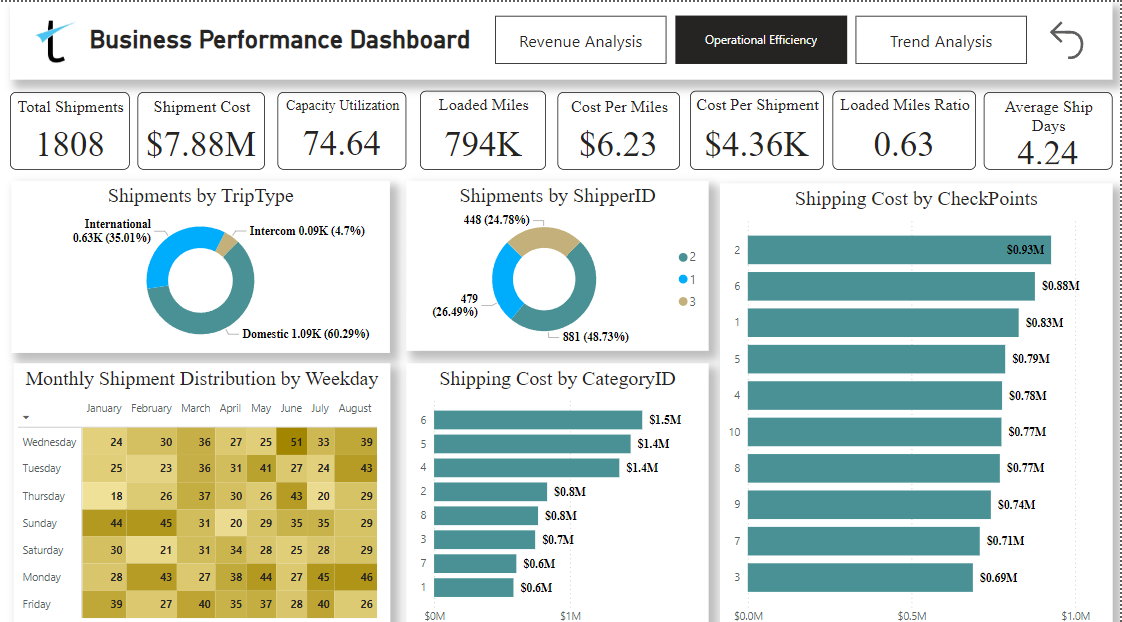 Business Performance Dashboard
Revenue Analysis
Operational Efficiency
Trend Analysis
Total Shipments
1808
Shipment Cost
$7.88M
Capacity Utilization
74.64
Loaded Miles
794K
Cost Per Miles
$6.23
Cost Per Shipment
$4.36K
Loaded Miles Ratio
0.63
Average Ship
Days
4.24
Shipments by TripType
International
0.63K (35.01%)
Intercom 0.09K (4.7%)
Domestic 1.09K (60.29%)
Shipments by ShipperID
448 (24.78%)
479
(26.49%)
881 (48.73%)
2
1
3
Shipping Cost by CheckPoints
2 $0.93M
6 $0.88M
1 $0.83M
5 $0.79M
4 $0.78M
10 $0.77M
8 $0.77M
9 $0.74M
7 $0.71M
3 $0.69M
$0.0M $0.5M $1.0M
Monthly Shipment Distribution by Weekday
January February March April May June July August
Wednesday 24 30 36 27 25 51 33 39
Tuesday 25 23 36 31 41 27 24 43
Thursday 18 26 37 30 26 43 20 29
Sunday 44 45 31 20 29 35 35 29
Saturday 30 21 31 34 28 25 28 29
Monday 28 43 27 38 44 27 45 46
Friday 39 27 40 35 37 28 40 26
Shipping Cost by CategoryID
6 $1.5M
5 $1.4M
4 $1.4M
2 $0.8M
8 $0.8M
3 $0.7M
7 $0.6M
1 $0.6M
$0M $1M